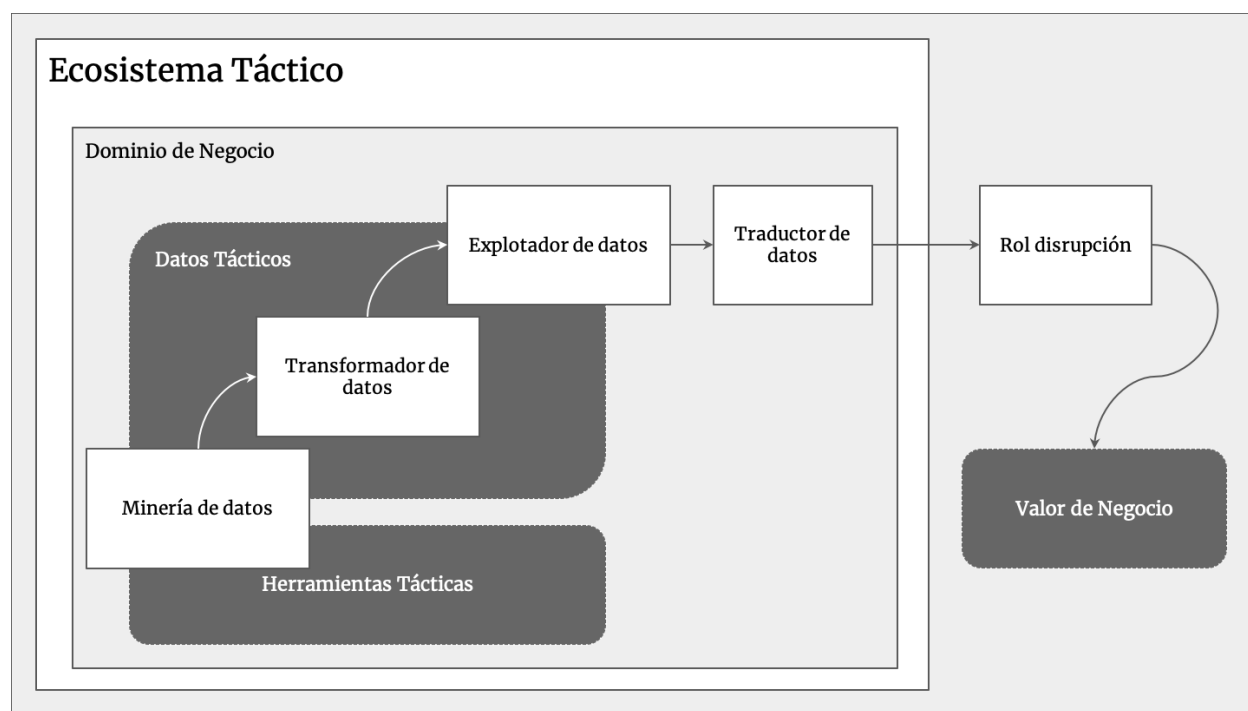 Ecosistema Táctico
Dominio de Negocio
Datos Tácticos
Explotador de datos
Traductor de
datos
Rol disrupción
Transformador de
datos
Minería de datos
Valor de Negocio
Herramientas Tácticas